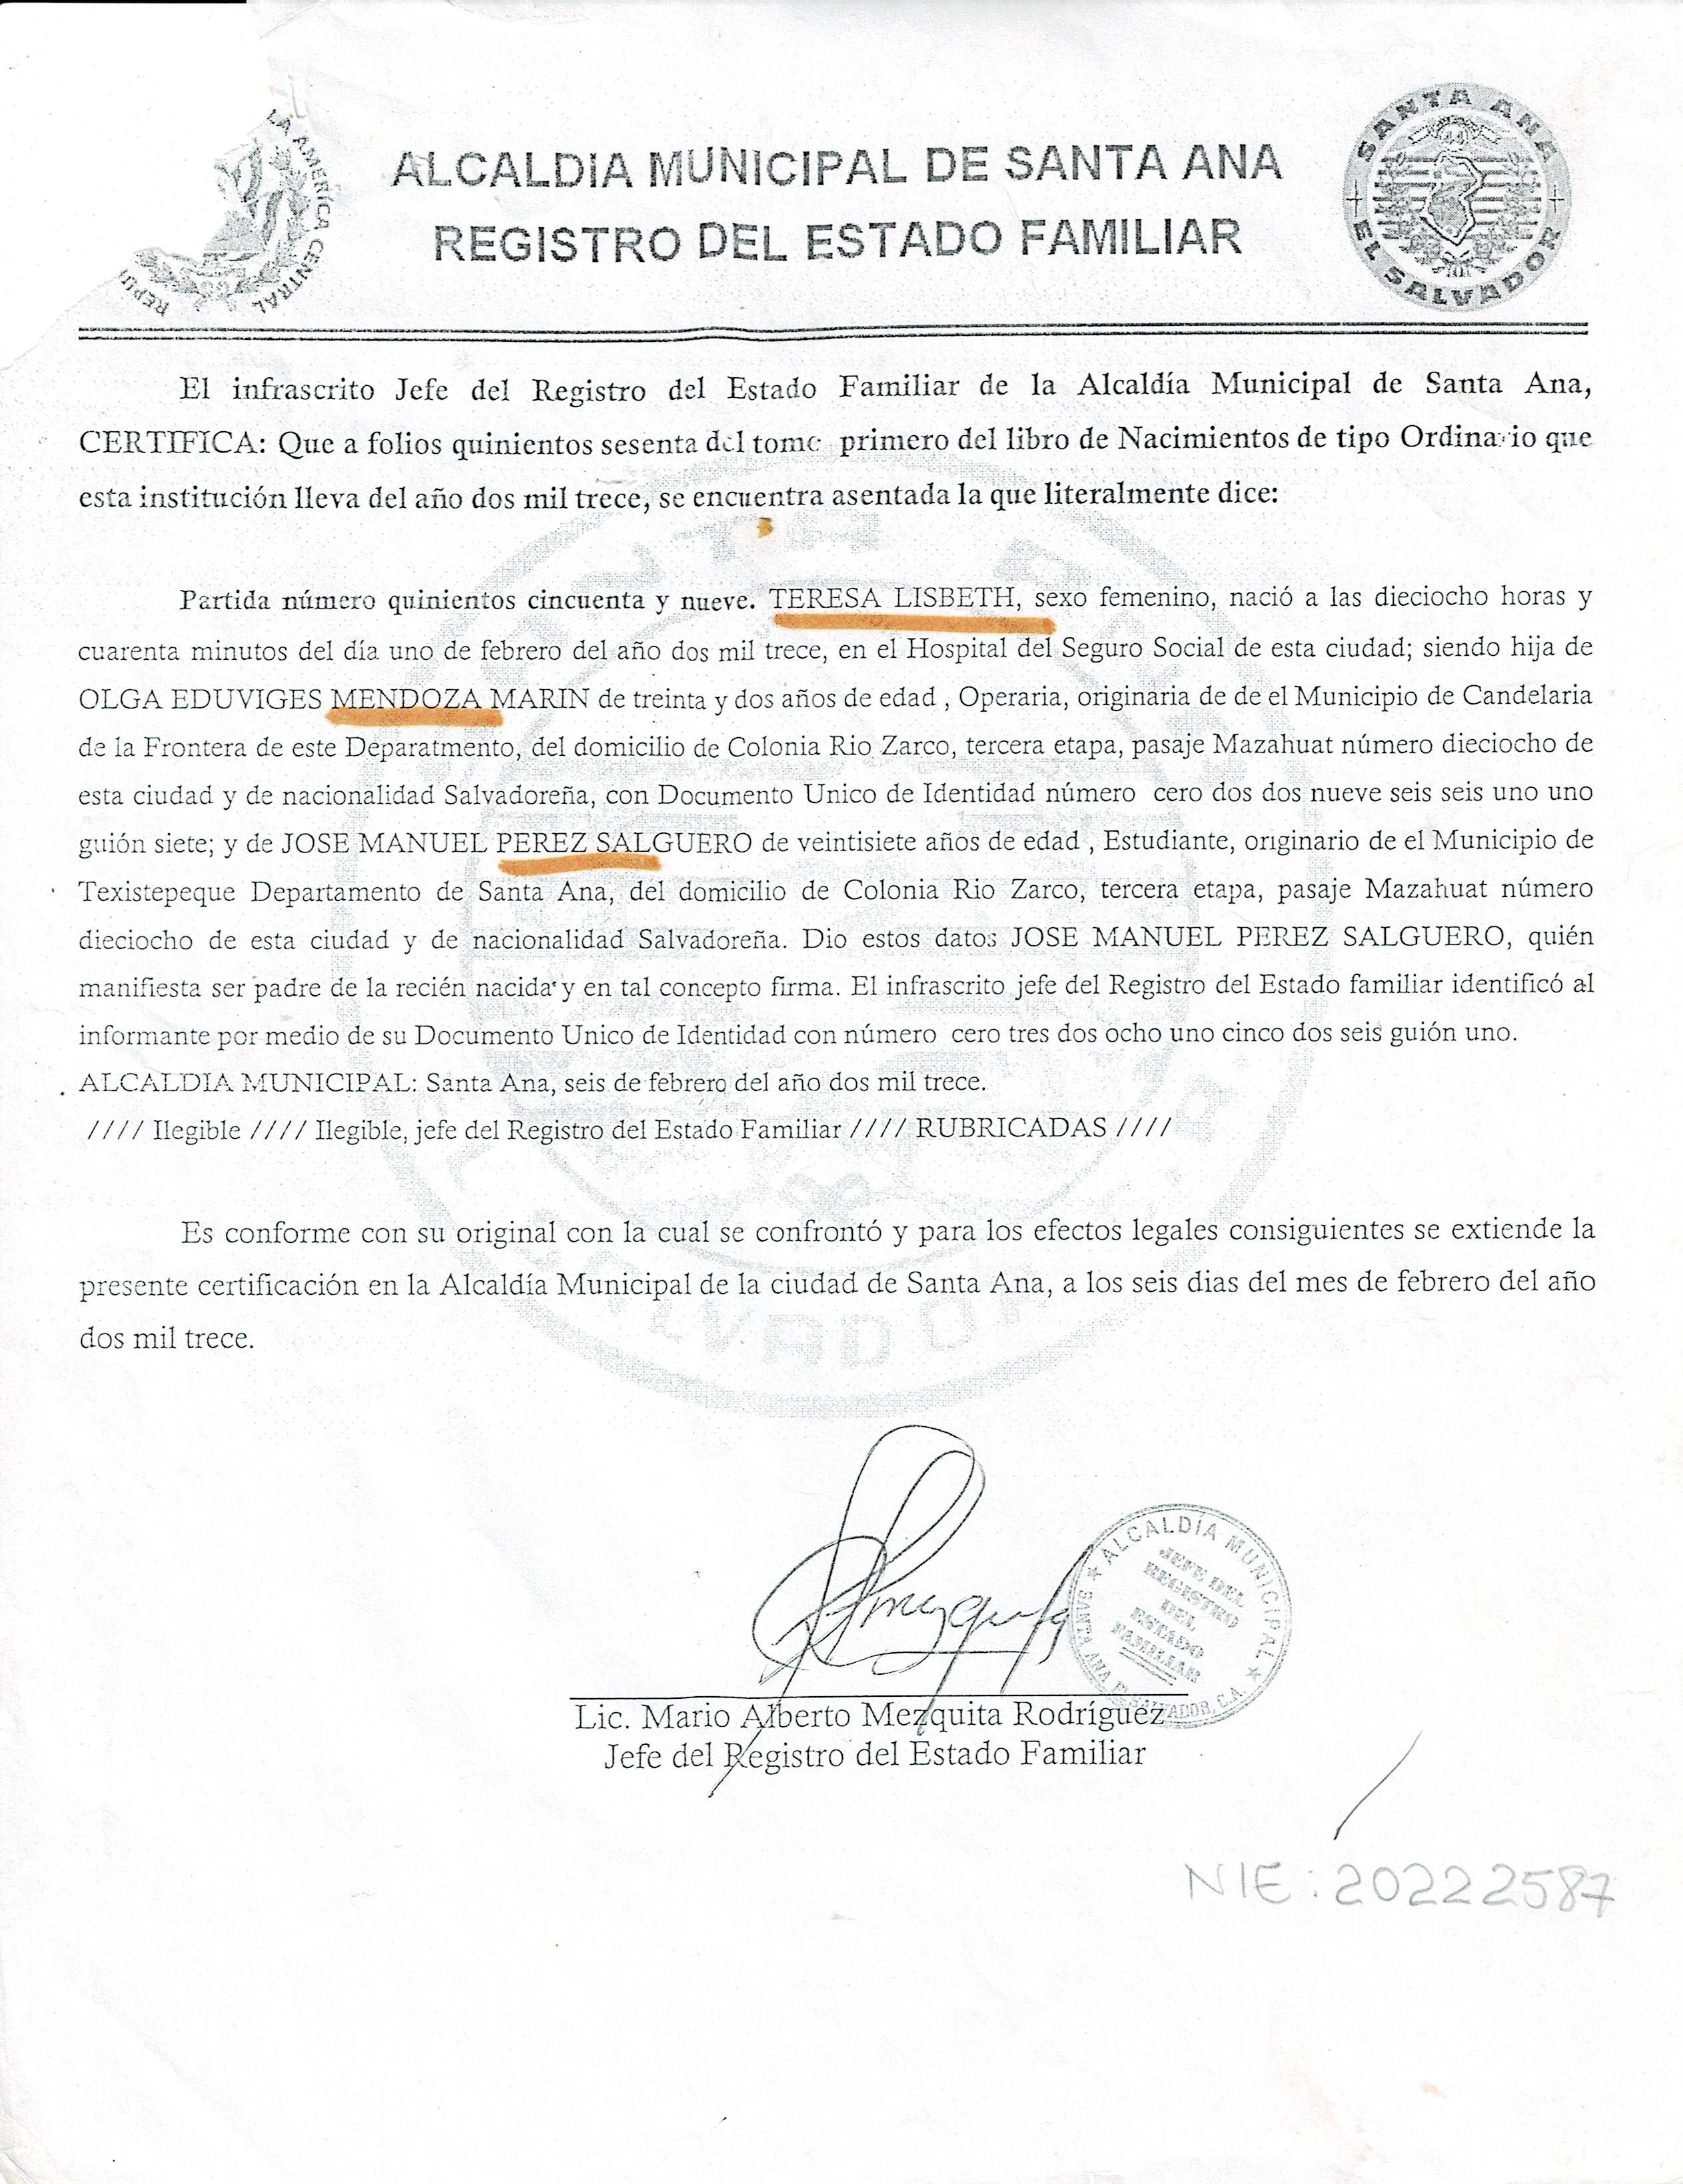 LA AMÉRICA CENTRAL
REPU
SANTA ANA
EL SALVADOR
ALCALDIA MUNICIPAL DE SANTA ANA
REGISTRO DEL ESTADO FAMILIAR
El infrascrito Jefe del Registro del Estado Familiar de la Alcaldía Municipal de Santa Ana,
CERTIFICA: Que a folios quinientos sesenta del tomo primero del libro de Nacimientos de tipo Ordinario que
esta institución lleva del año dos mil trece, se encuentra asentada la que literalmente dice:
Partida número quinientos cincuenta y nueve. TERESA LISBETH, sexo femenino, nació a las dieciocho horas y
cuarenta minutos del día uno de febrero del año dos mil trece, en el Hospital del Seguro Social de esta ciudad; siendo hija de
OLGA EDUVIGES MENDOZA MARIN de treinta y dos años de edad , Operaria, originaria de de el Municipio de Candelaria
de la Frontera de este Deparatmento, del domicilio de Colonia Rio Zarco, tercera etapa, pasaje Mazahuat número dieciocho de
esta ciudad y de nacionalidad Salvadoreña, con Documento Unico de Identidad número cero dos dos nueve seis seis uno uno
guión siete; y de JOSE MANUEL PEREZ SALGUERO de veintisiete años de edad , Estudiante, originario de el Municipio de
Texistepeque Departamento de Santa Ana, del domicilio de Colonia Rio Zarco, tercera etapa, pasaje Mazahuat número
dieciocho de esta ciudad y de nacionalidad Salvadoreña. Dio estos datos JOSE MANUEL PEREZ SALGUERO, quién
manifiesta ser padre de la recién nacida y en tal concepto firma. El infrascrito jefe del Registro del Estado familiar identificó al
informante por medio de su Documento Unico de Identidad con número cero tres dos ocho uno cinco dos seis guión uno.
ALCALDIA MUNICIPAL: Santa Ana, seis de febrero del año dos mil trece.
//// Ilegible //// Ilegible, jefe del Registro del Estado Familiar //// RUBRICADAS ////
Es conforme con su original con la cual se confrontó y para los efectos legales consiguientes se extiende la
presente certificación en la Alcaldía Municipal de la ciudad de Santa Ana, a los seis dias del mes de febrero del año
dos mil trece.
ALCALDÍA MUNICIPAL
JEFE DEL
REGISTRO
DEL
ESTADO
FAMILIAR
SANTA ANA, EL SALVADOR, C.A.
Lic. Mario Alberto Mezquita Rodríguez
Jefe del Registro del Estado Familiar
NIE: 20222587